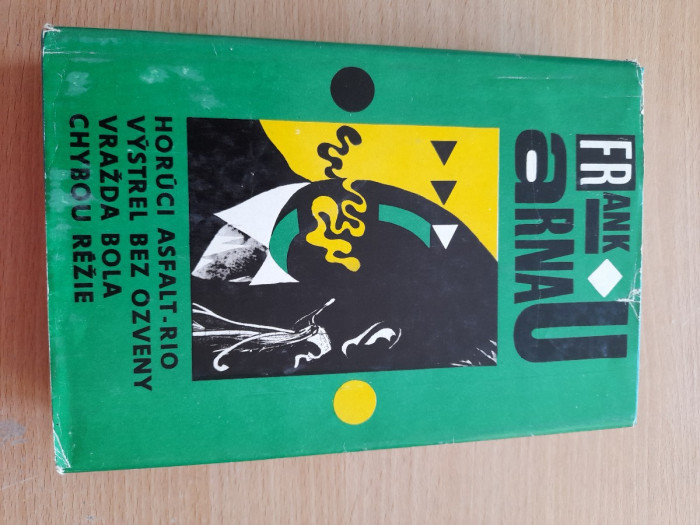 FRANK
aRNAU
HORÚCI ASFALT-RIO
VÝSTREL BEZ OZVENY
VRAŽDA BOLA
CHYBOU RÉŽIE